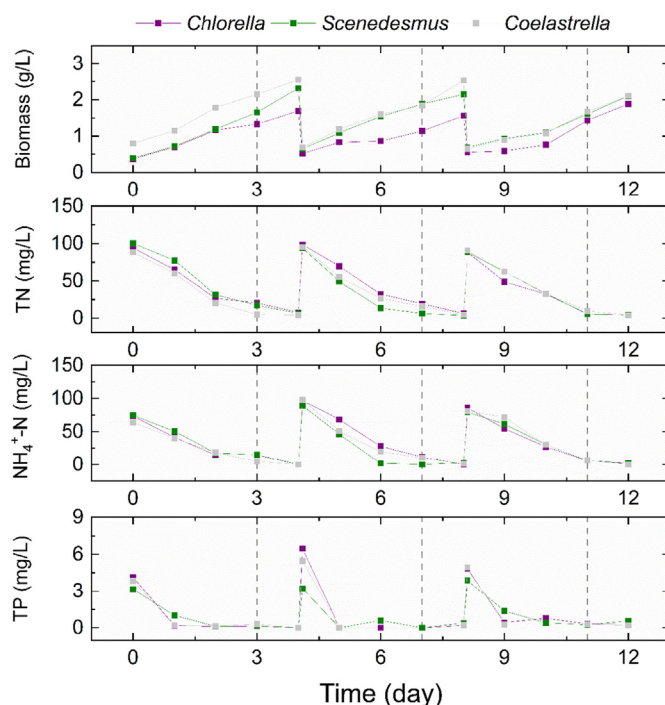 Chlorella Scenedesmus Coelastrella
Biomass (g/L)
3
2
1
0
0 3 6 9 12
TN (mg/L)
150
100
50
0
0 3 6 9 12
NH₄⁺-N (mg/L)
150
100
50
0
0 3 6 9 12
TP (mg/L)
9
6
3
0
0 3 6 9 12
Time (day)